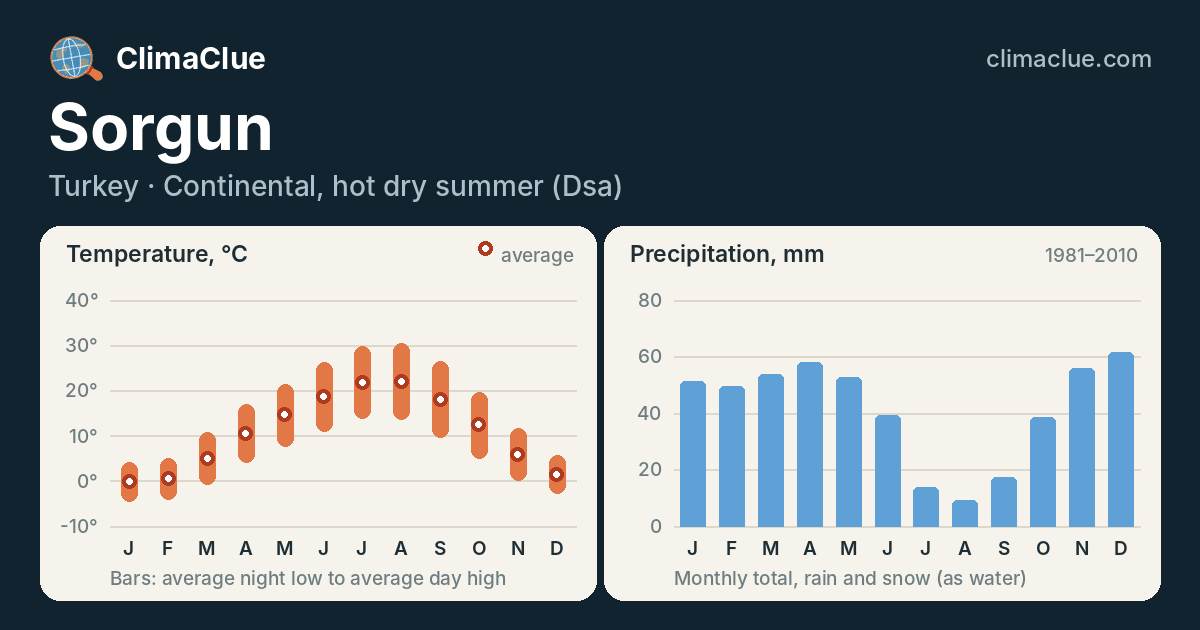 ClimaClue
climaclue.com
Sorgun
Turkey · Continental, hot dry summer (Dsa)
Temperature, °C
average
40°
30°
20°
10°
0°
-10°
J F M A M J J A S O N D
Bars: average night low to average day high
Precipitation, mm
1981–2010
80
60
40
20
0
J F M A M J J A S O N D
Monthly total, rain and snow (as water)